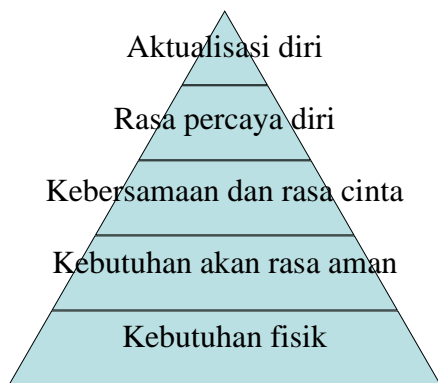 Aktualisasi diri
Rasa percaya diri
Kebersamaan dan rasa cinta
Kebutuhan akan rasa aman
Kebutuhan fisik